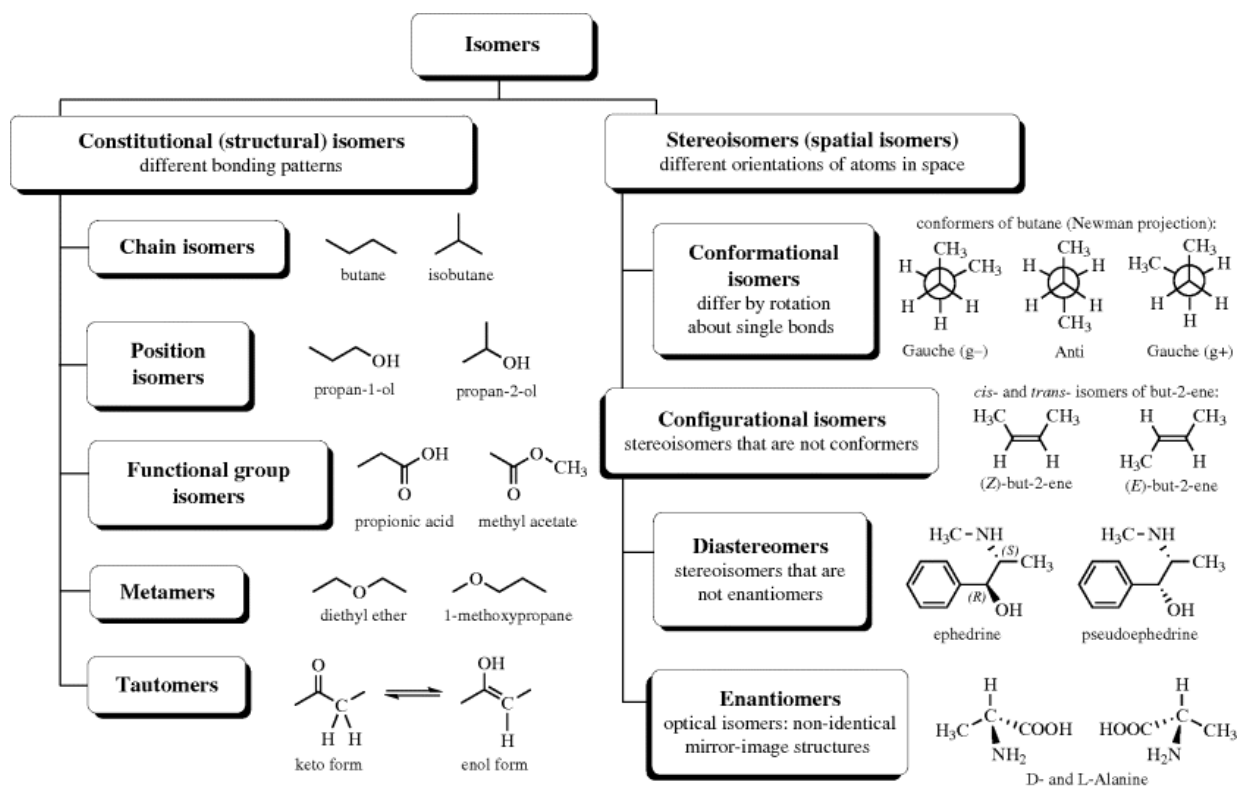 Isomers
Constitutional (structural) isomers
different bonding patterns
Chain isomers
butane
isobutane
Position
isomers
OH
propan-1-ol
OH
propan-2-ol
Functional group
isomers
OH
O
propionic acid
O
CH3
O
methyl acetate
Metamers
O
diethyl ether
O
1-methoxypropane
Tautomers
O
C
H H
keto form
OH
C
H
enol form
Stereoisomers (spatial isomers)
different orientations of atoms in space
Conformational
isomers
differ by rotation
about single bonds
conformers of butane (Newman projection):
CH3
H CH3
H H
H
Gauche (g–)
CH3
H H
H H
CH3
Anti
CH3
H3C H
H H
H
Gauche (g+)
Configurational isomers
stereoisomers that are not conformers
cis- and trans- isomers of but-2-ene:
H3C CH3
H H
(Z)-but-2-ene
H CH3
H3C H
(E)-but-2-ene
Diastereomers
stereoisomers that are
not enantiomers
H3C-NH
(S)
CH3
(R)
OH
ephedrine
H3C-NH
CH3
OH
pseudoephedrine
Enantiomers
optical isomers: non-identical
mirror-image structures
H
H3C C COOH
NH2
H
HOOC C CH3
H2N
D- and L-Alanine